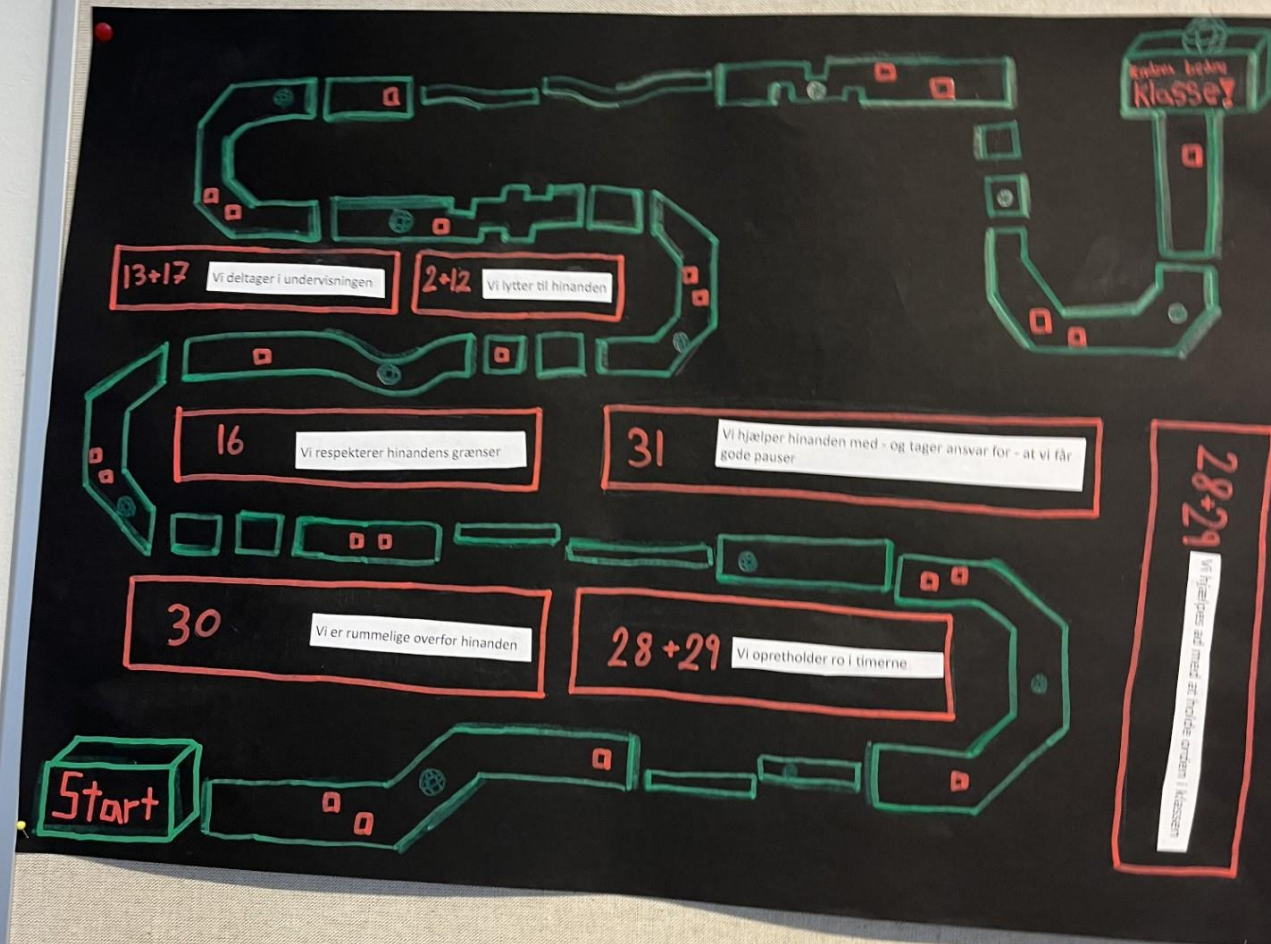 Klasse!
13+17 Vi deltager i undervisningen
2+12 Vi lytter til hinanden
16 Vi respekterer hinandens grænser
31 Vi hjælper hinanden med - og tager ansvar for - at vi får
gode pauser
28+29 Vi hjælpes ad med at holde orden i klassen
30 Vi er rummelige overfor hinanden
28+29 Vi opretholder ro i timerne
Start